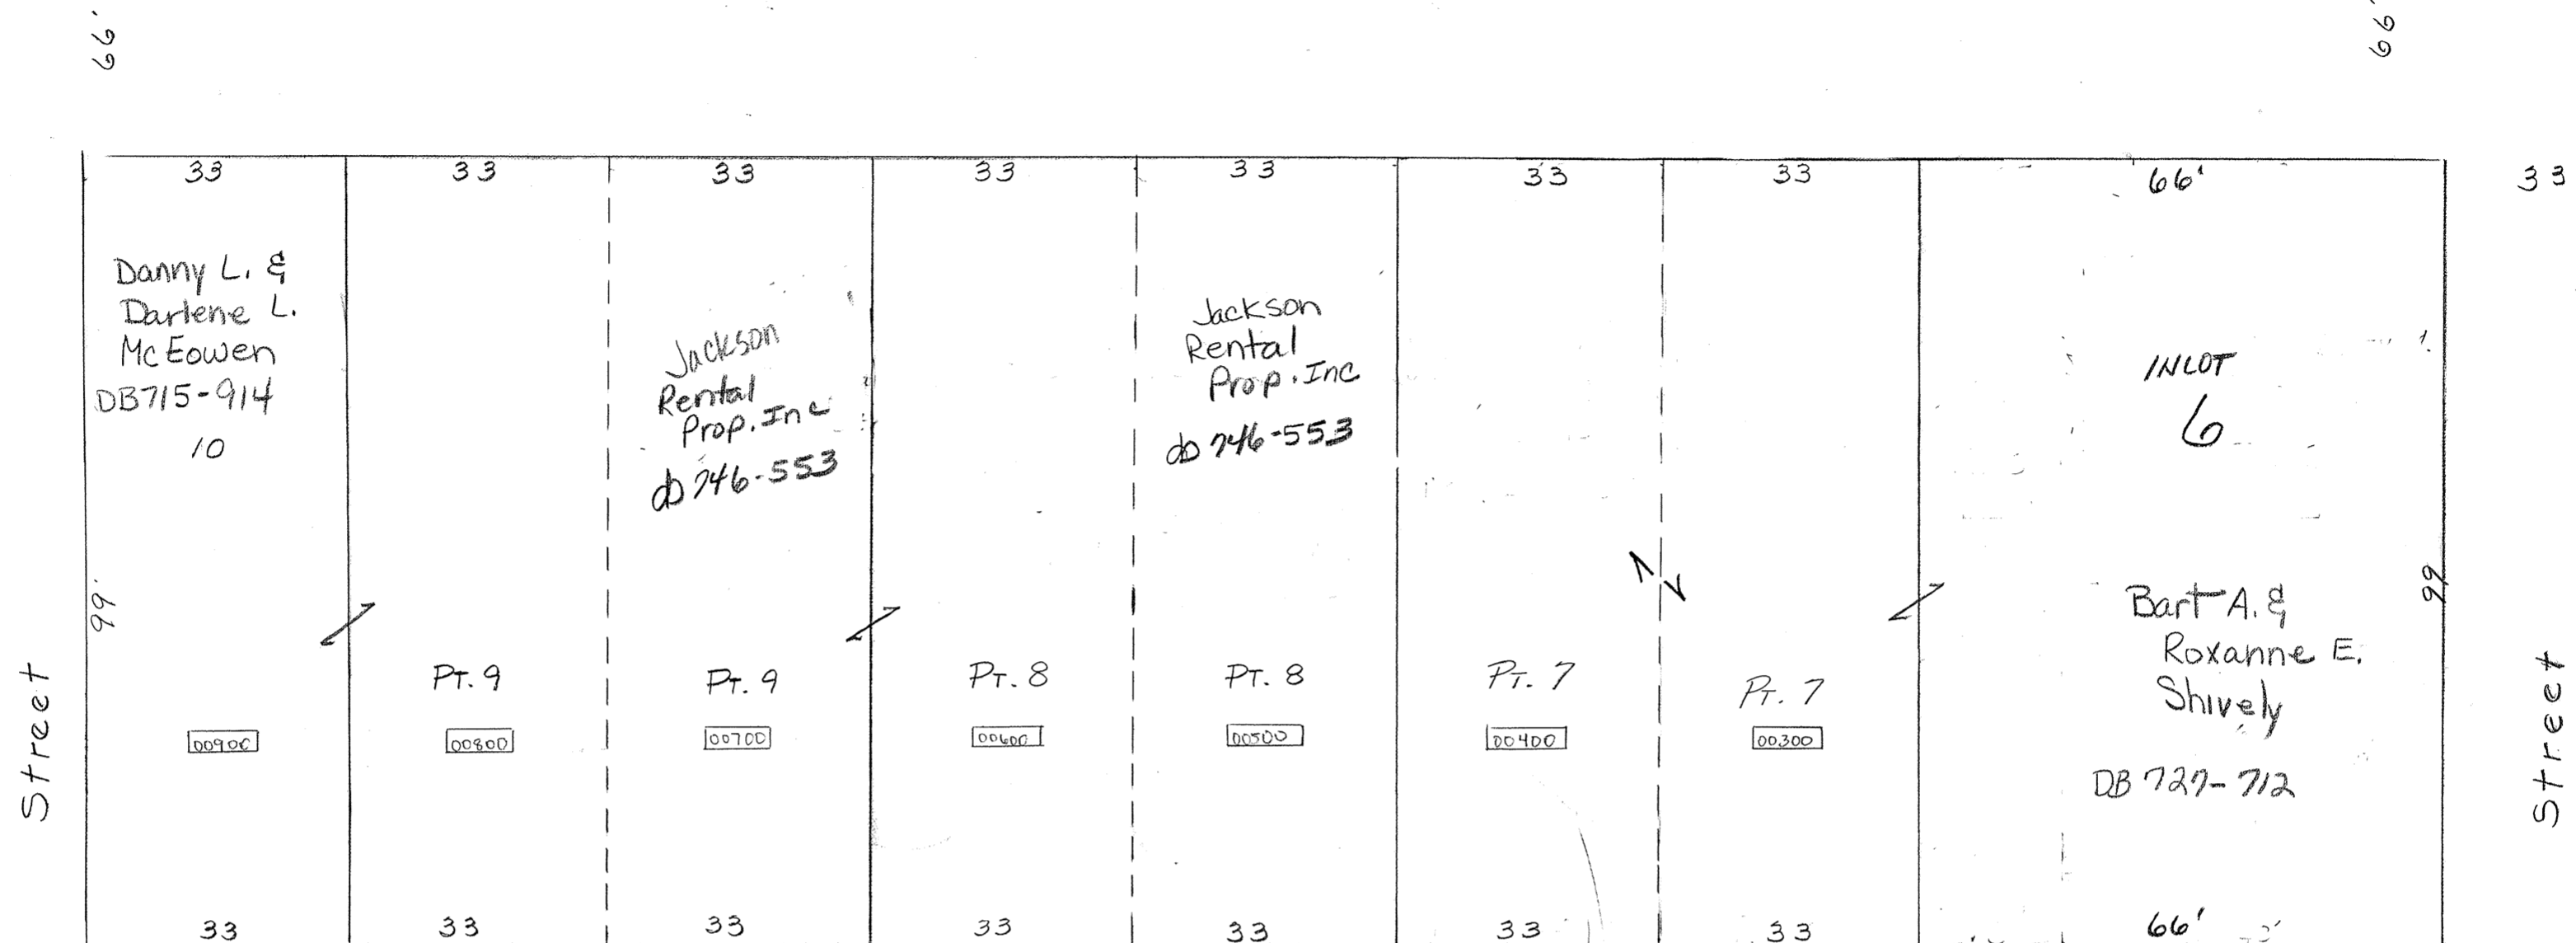 66'
66'
33
33
33
33
33
33
33
66'
33
Danny L. &
Darlene L.
McEowen
DB715-914
10
Jackson
Rental
Prop. Inc
db 746-553
Jackson
Rental
Prop. Inc
db 746-553
INLOT
6
99'
99
Bart A. &
Roxanne E.
Shively
DB 727-712
Street
Street
PT. 9
PT. 9
PT. 8
PT. 8
PT. 7
PT. 7
00900
00800
00700
00600
00500
00400
00300
33
33
33
33
33
33
33
66'